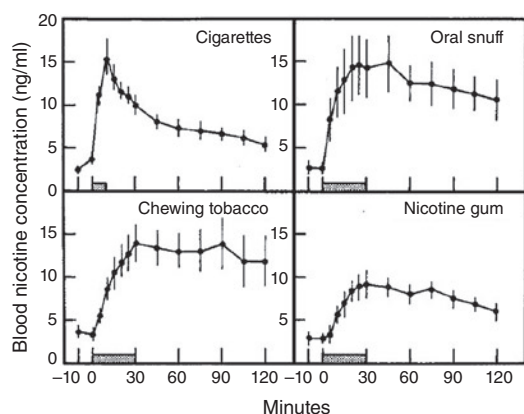 Blood nicotine concentration (ng/ml)
20
15
10
5
0
Cigarettes
15
10
5
Oral snuff
15
10
5
0
Chewing tobacco
15
10
5
Nicotine gum
–10 0 30 60 90 120
–10 0 30 60 90 120
Minutes